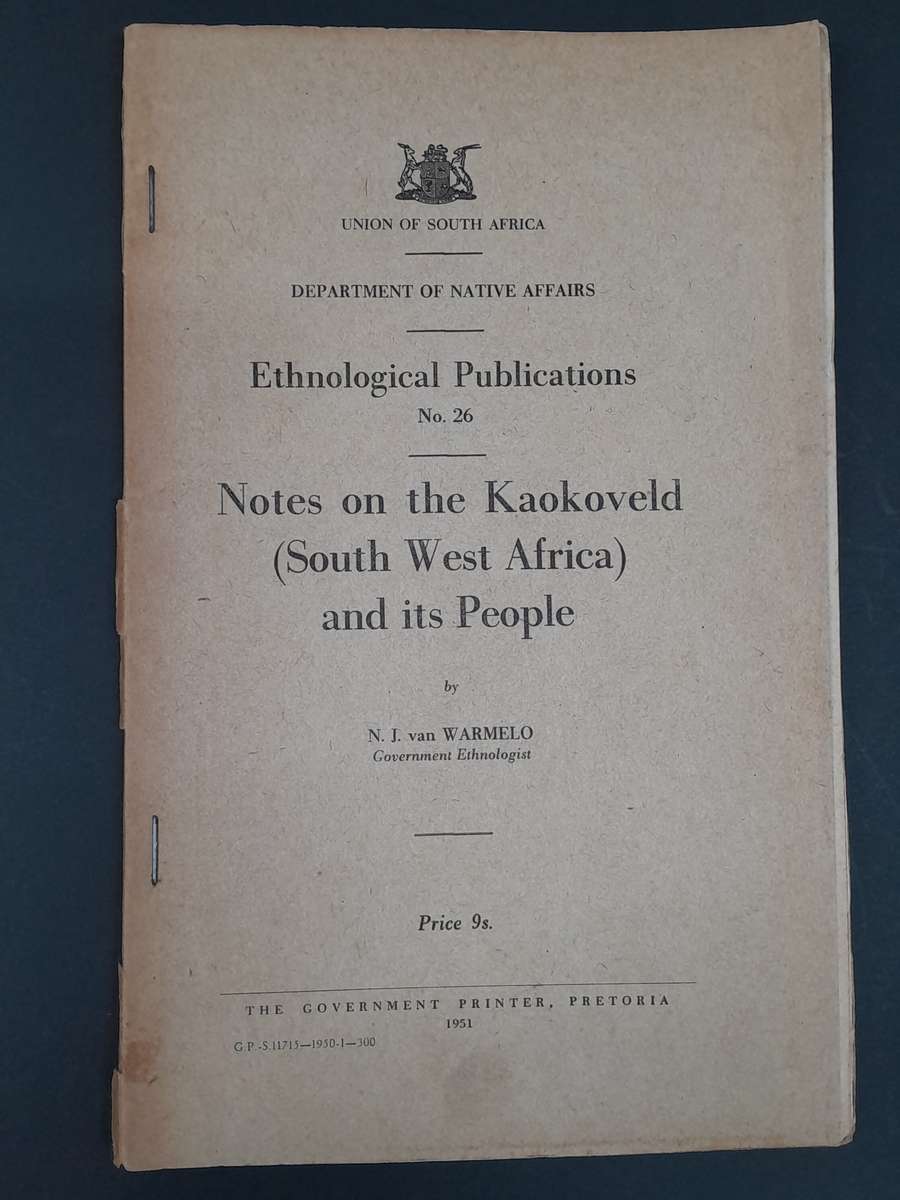 UNION OF SOUTH AFRICA
DEPARTMENT OF NATIVE AFFAIRS
Ethnological Publications
No. 26
Notes on the Kaokoveld
(South West Africa)
and its People
by
N. J. van WARMELO
Government Ethnologist
Price 9s.
THE GOVERNMENT PRINTER, PRETORIA
1951
G.P.-S.11715—1950-1—300